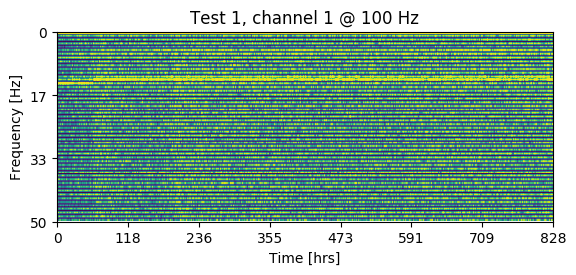 Test 1, channel 1 @ 100 Hz
Frequency [Hz]
0
17
33
50
0 118 236 355 473 591 709 828
Time [hrs]